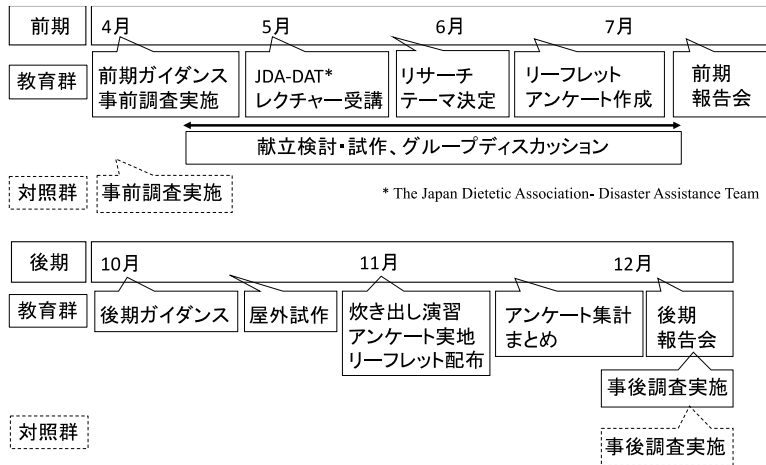 前期 4月 5月 6月 7月
教育群
前期ガイダンス
事前調査実施
JDA-DAT*
レクチャー受講
リサーチ
テーマ決定
リーフレット
アンケート作成
前期
報告会
献立検討・試作、グループディスカッション
対照群 事前調査実施
* The Japan Dietetic Association- Disaster Assistance Team
後期 10月 11月 12月
教育群
後期ガイダンス
屋外試作
炊き出し演習
アンケート実地
リーフレット配布
アンケート集計
まとめ
後期
報告会
事後調査実施
対照群
事後調査実施